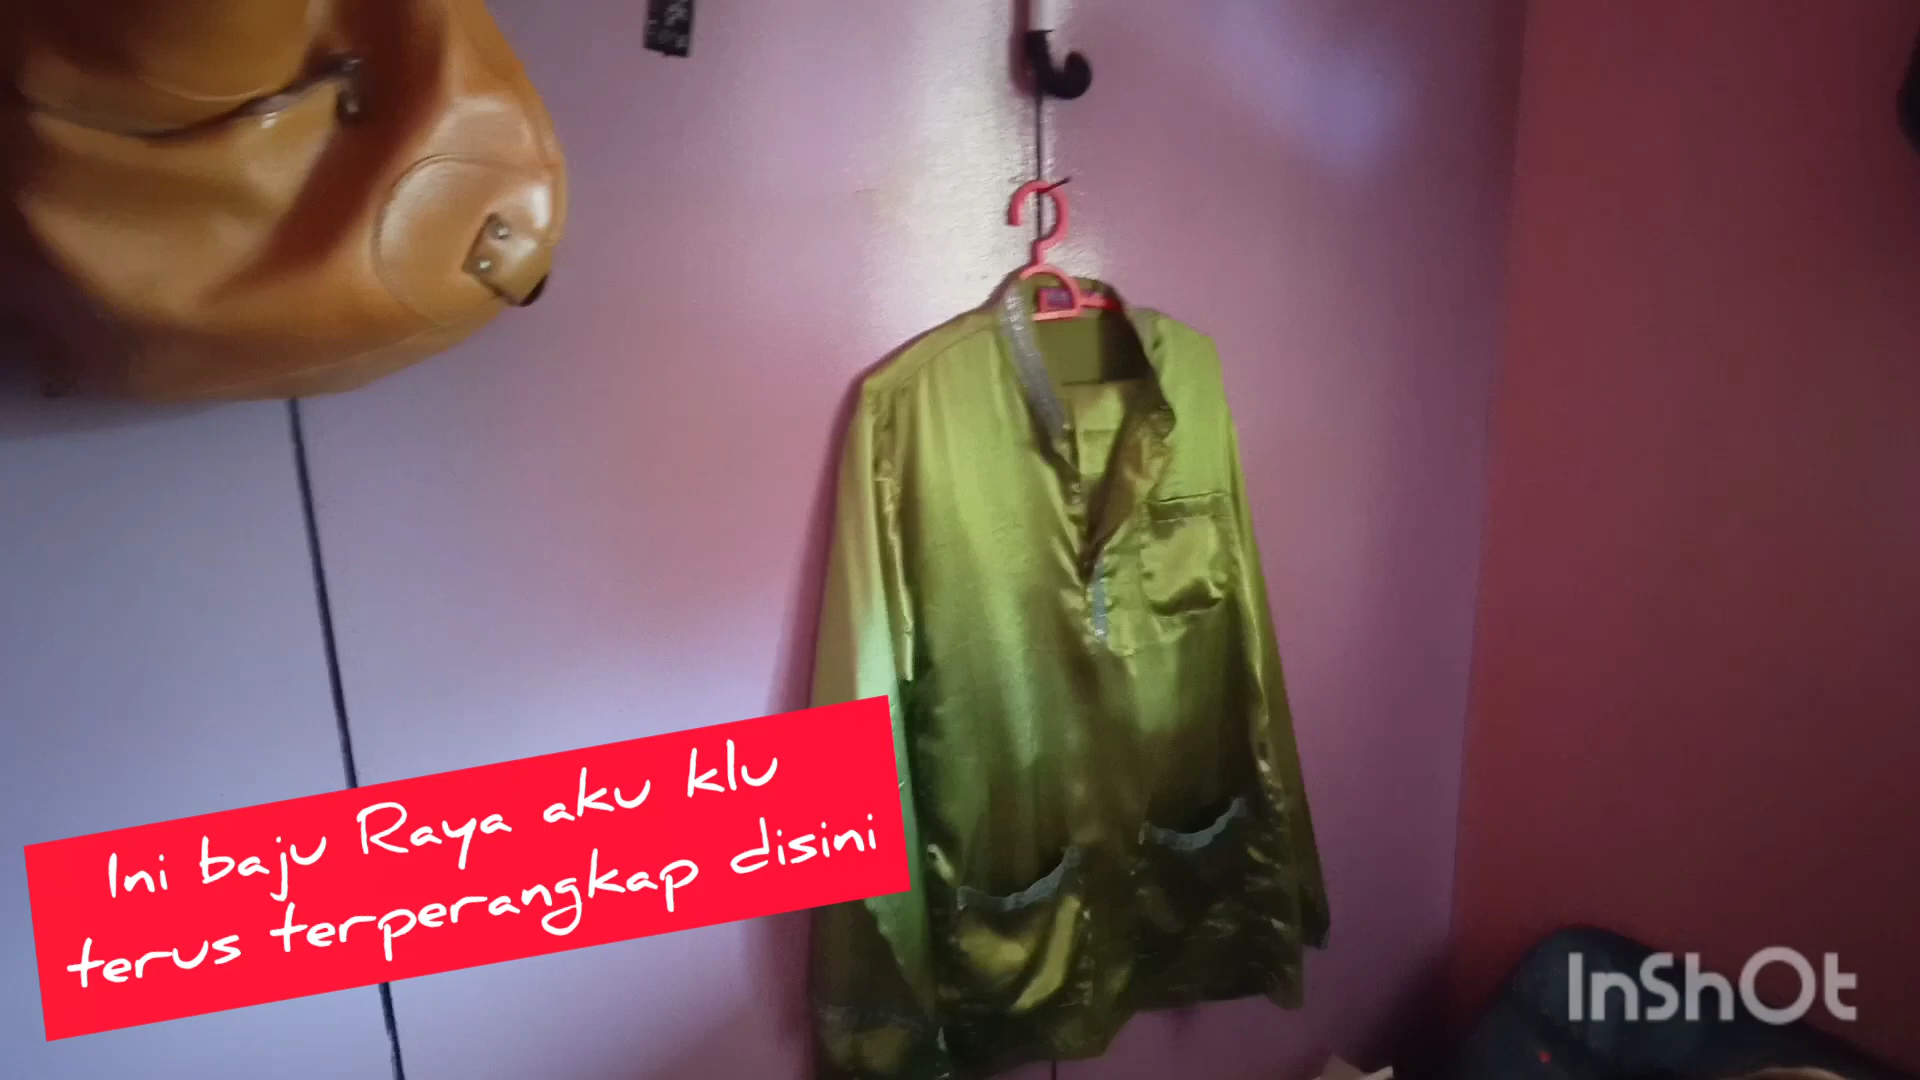 Ini baju Raya aku klu
terus terperangkap disini
InShOt